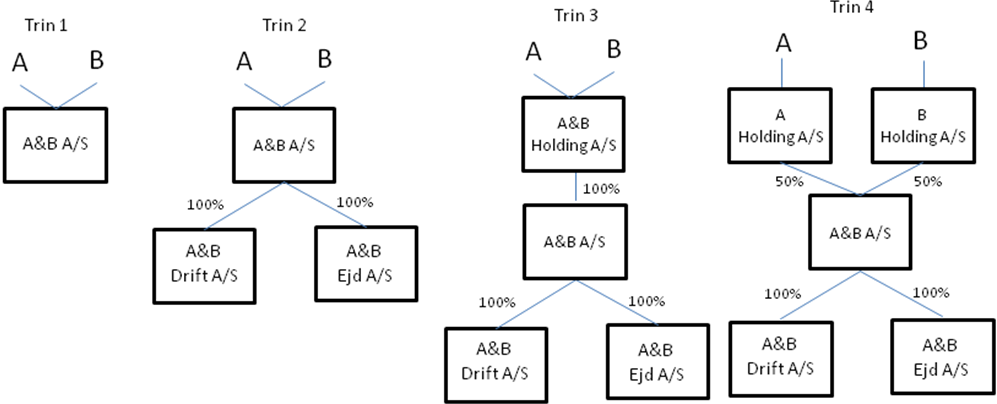 Trin 1
A B
A&B A/S
Trin 2
A B
A&B A/S
100% 100%
A&B
Drift A/S
A&B
Ejd A/S
Trin 3
A B
A&B
Holding A/S
100%
A&B A/S
100% 100%
A&B
Drift A/S
A&B
Ejd A/S
Trin 4
A B
A
Holding A/S
B
Holding A/S
50% 50%
A&B A/S
100% 100%
A&B
Drift A/S
A&B
Ejd A/S